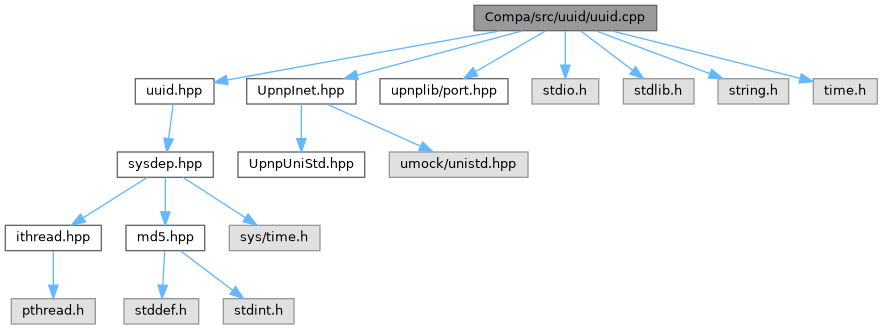 Compa/src/uuid/uuid.cpp
uuid.hpp
UpnpInet.hpp
upnplib/port.hpp
stdio.h
stdlib.h
string.h
time.h
sysdep.hpp
UpnpUniStd.hpp
umock/unistd.hpp
ithread.hpp
md5.hpp
sys/time.h
pthread.h
stddef.h
stdint.h